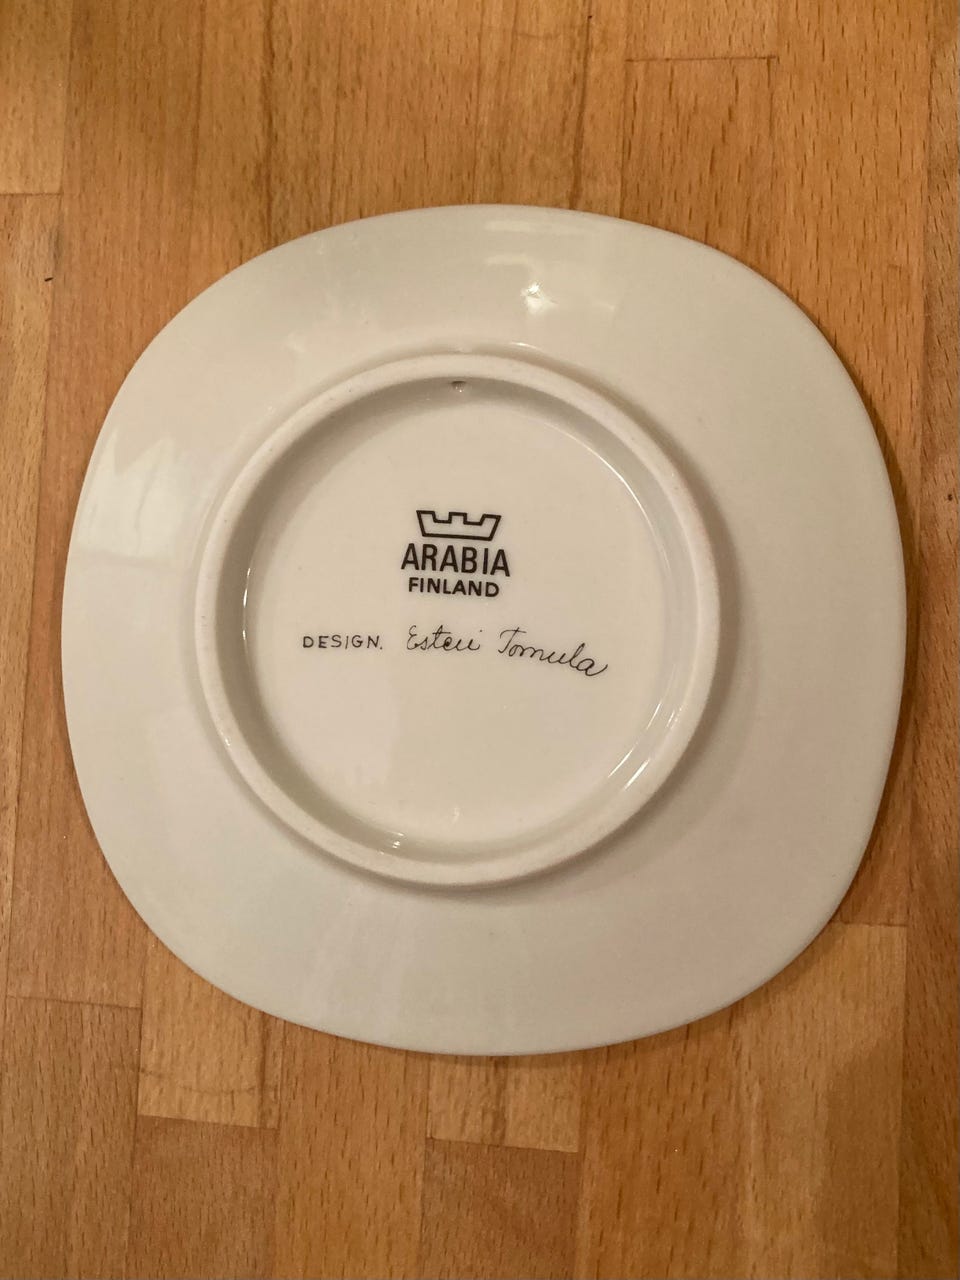 ARABIA
FINLAND
DESIGN. Esteri Tomula